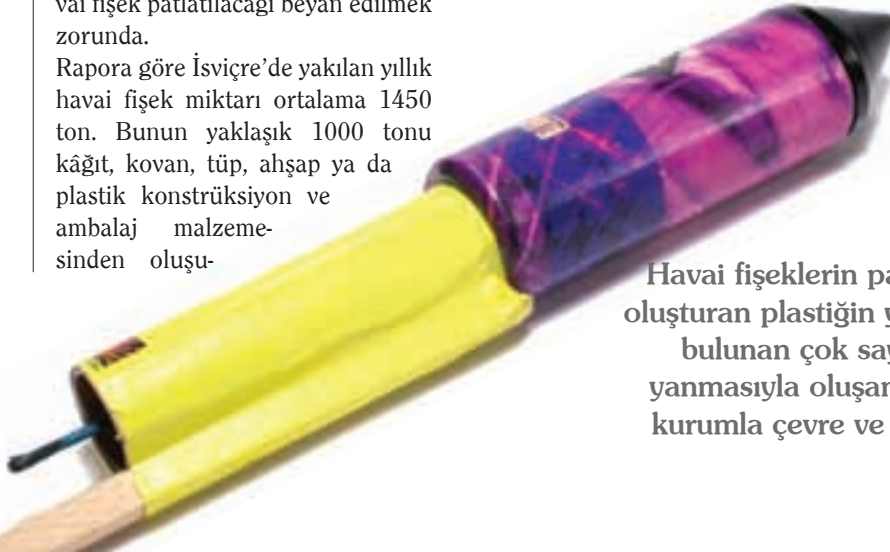 vai fişek patlatılacağı beyan edilmek
zorunda.
Rapora göre İsviçre’de yakılan yıllık
havai fişek miktarı ortalama 1450
ton. Bunun yaklaşık 1000 tonu
kâğıt, kovan, tüp, ahşap ya da
plastik konstrüksiyon ve
ambalaj malzeme-
sinden oluşu-
Havai fişeklerin pa
oluşturan plastiğin y
bulunan çok say
yanmasıyla oluşan
kurumla çevre ve